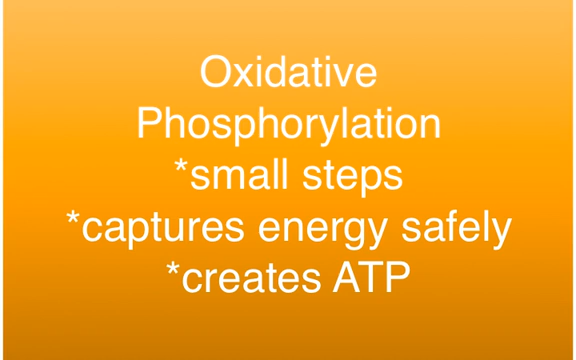 Oxidative
Phosphorylation
*small steps
*captures energy safely
*creates ATP